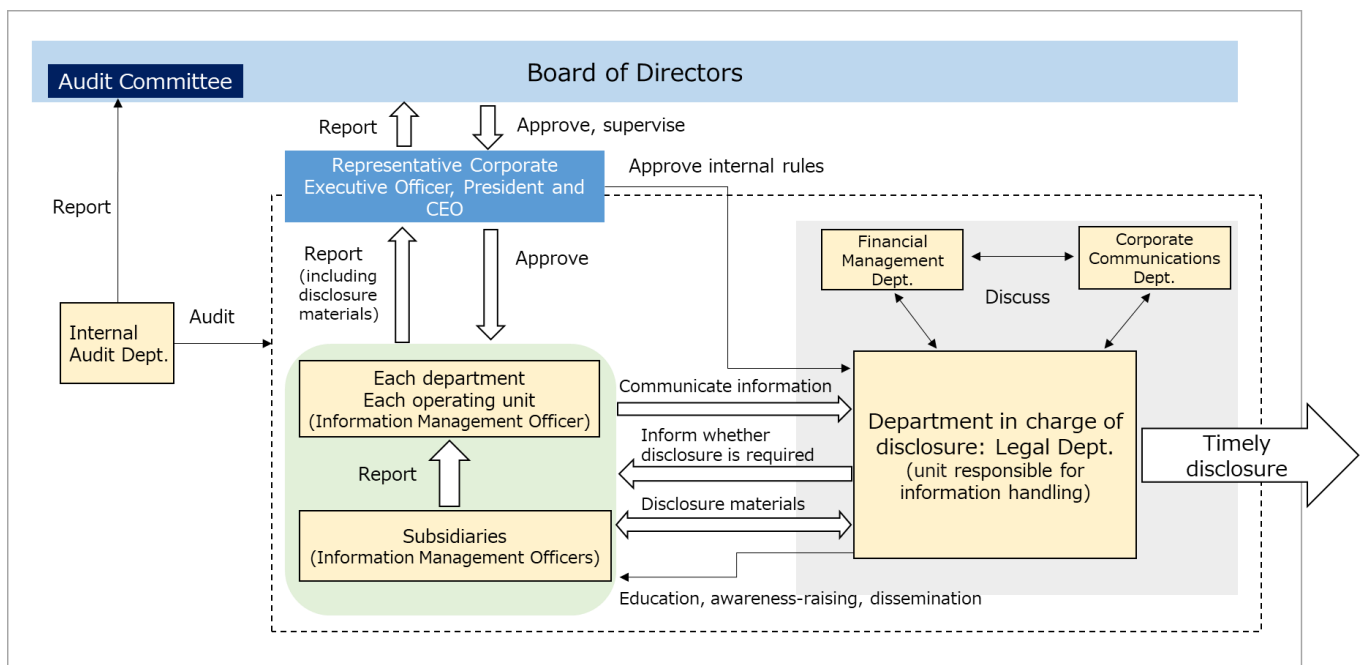 Board of Directors
Audit Committee
Report
Approve, supervise
Representative Corporate
Executive Officer, President and
CEO
Approve internal rules
Report
Financial
Management
Dept.
Corporate
Communications
Dept.
Discuss
Report
(including
disclosure
materials)
Approve
Internal
Audit Dept.
Audit
Each department
Each operating unit
(Information Management Officer)
Report
Subsidiaries
(Information Management Officers)
Communicate information
Inform whether
disclosure is required
Disclosure materials
Education, awareness-raising, dissemination
Department in charge of
disclosure: Legal Dept.
(unit responsible for
information handling)
Timely
disclosure